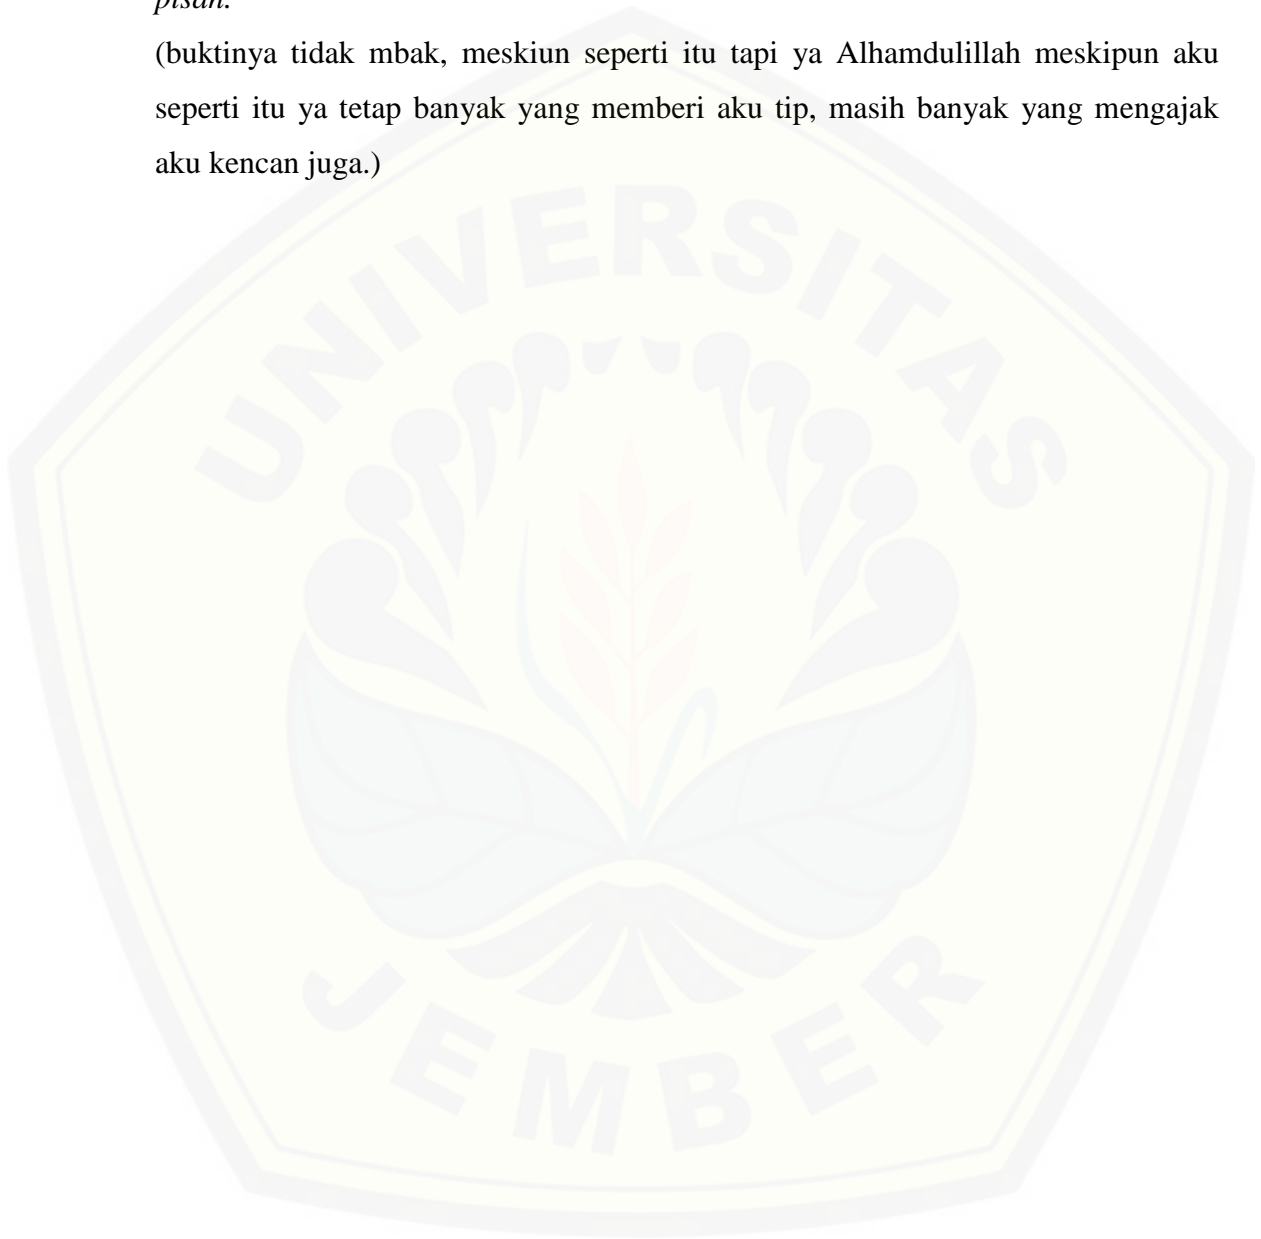 pisan.
(buktinya tidak mbak, meskiun seperti itu tapi ya Alhamdulillah meskipun aku
seperti itu ya tetap banyak yang memberi aku tip, masih banyak yang mengajak
aku kencan juga.)
UNIVERSITAS
JEMBER